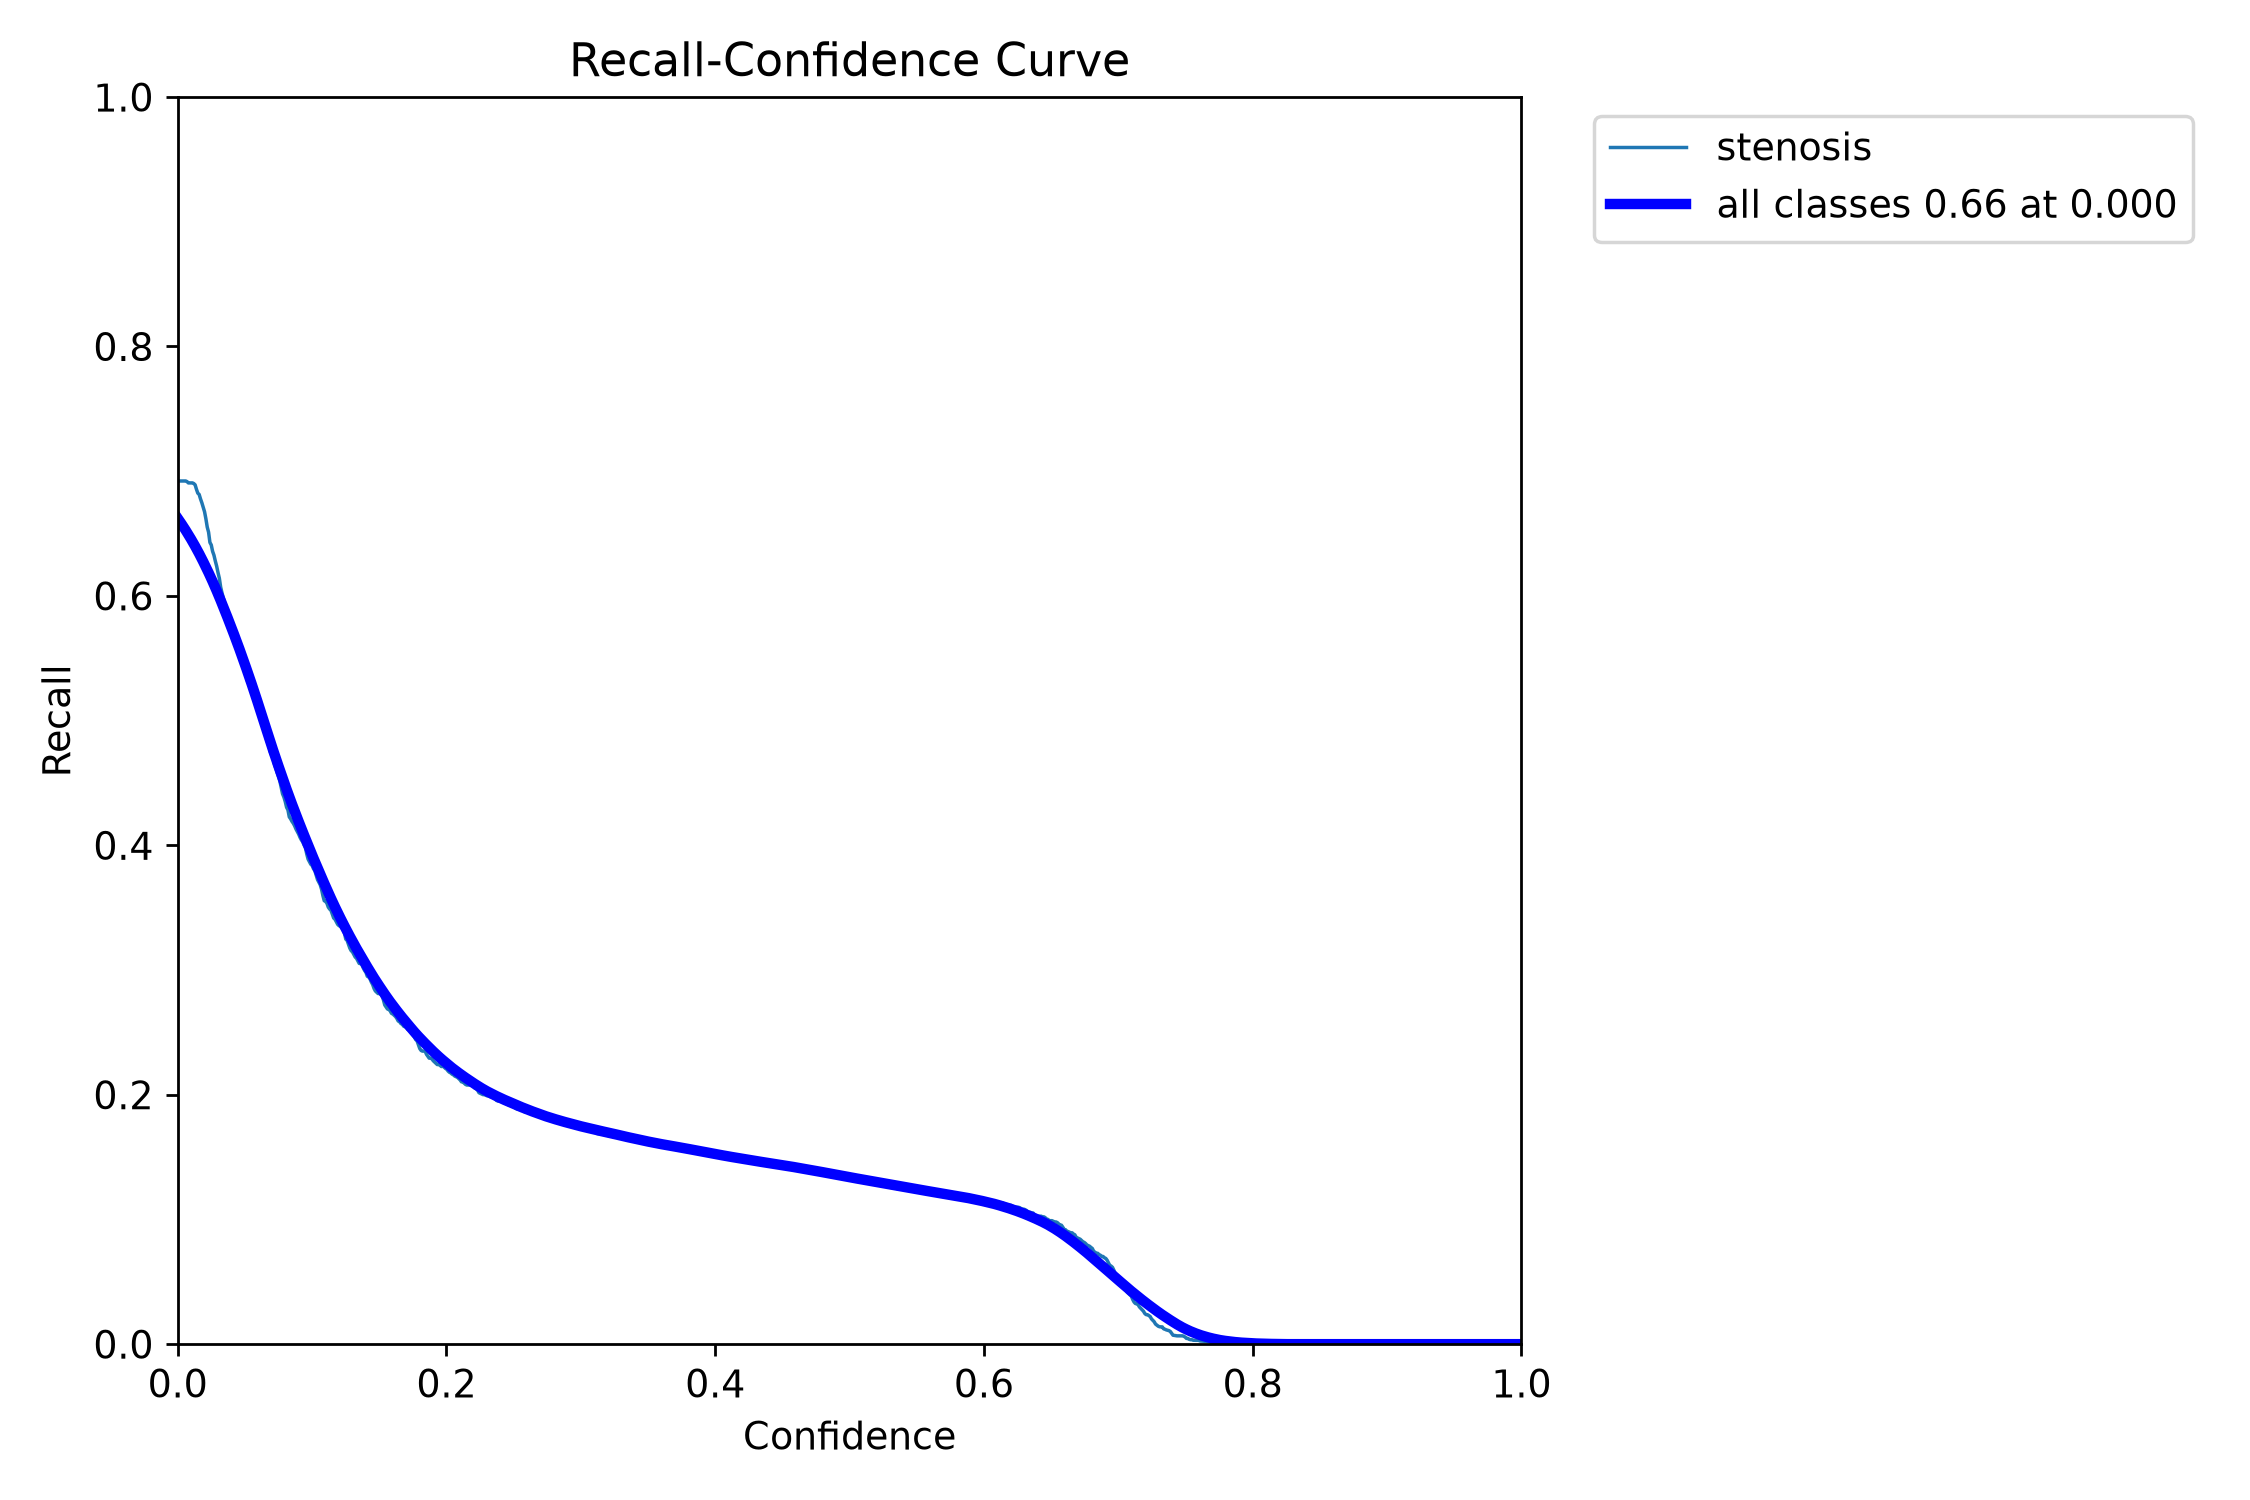 Recall-Confidence Curve
1.0
0.8
0.6
0.4
0.2
0.0
Recall
0.0 0.2 0.4 0.6 0.8 1.0
Confidence
stenosis
all classes 0.66 at 0.000